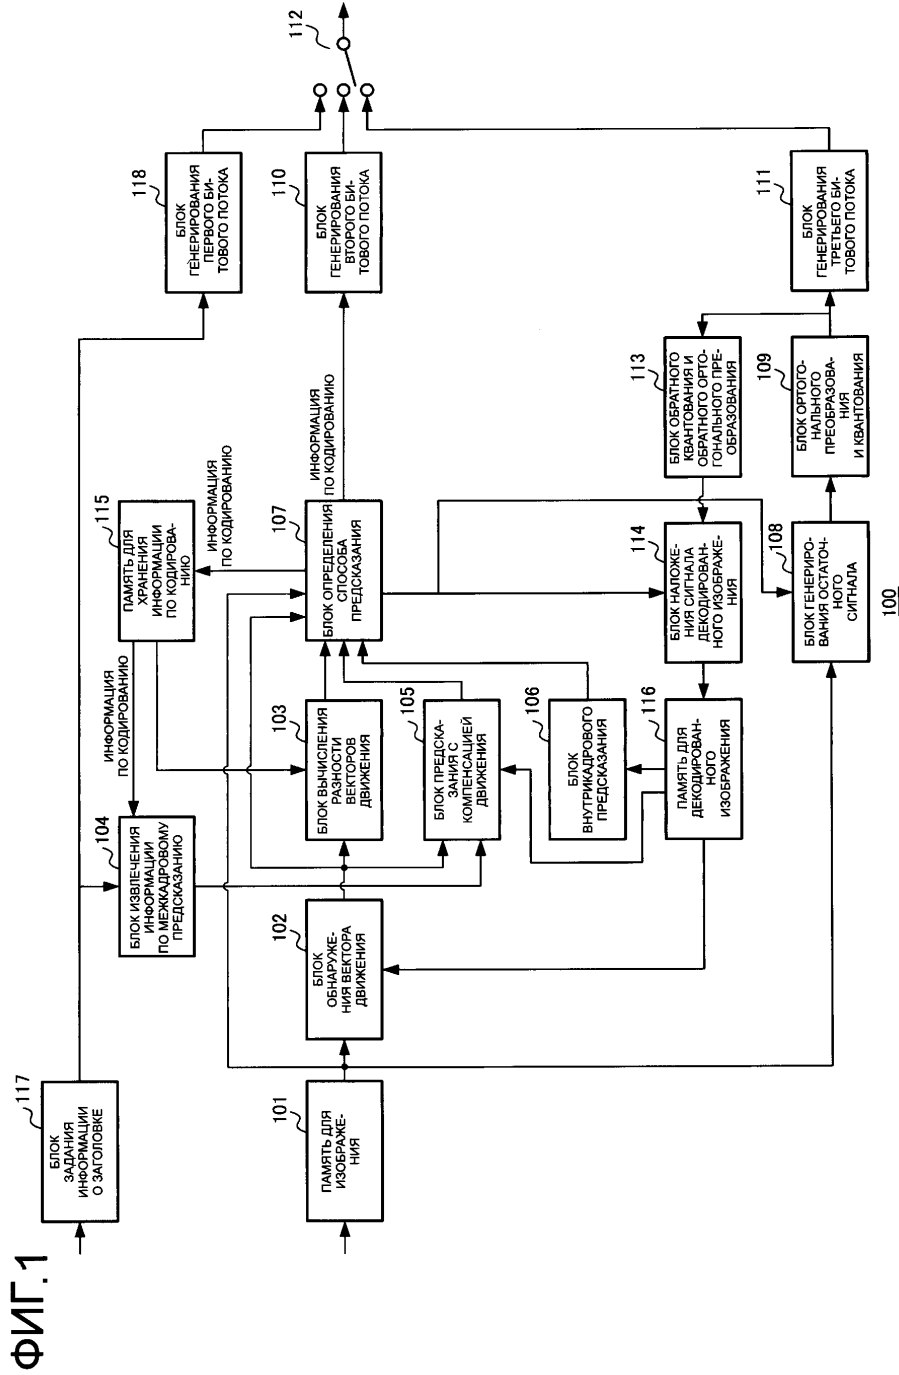 ФИГ.1
117
БЛОК
ЗАДАНИЯ
ИНФОРМАЦИИ
О ЗАГОЛОВКЕ
104
БЛОК ИЗВЛЕЧЕНИЯ
ИНФОРМАЦИИ
ПО МЕЖКАДРОВОМУ
ПРЕДСКАЗАНИЮ
ИНФОРМАЦИЯ
ПО КОДИРОВАНИЮ
115
ПАМЯТЬ ДЛЯ
ХРАНЕНИЯ
ИНФОРМАЦИИ
ПО КОДИРОВА-
НИЮ
ИНФОРМАЦИЯ
ПО КОДИРОВАНИЮ
118
БЛОК
ГЕНЕРИРОВАНИЯ
ПЕРВОГО БИ-
ТОВОГО ПОТОКА
112
101
ПАМЯТЬ ДЛЯ
ИЗОБРАЖЕ-
НИЯ
102
БЛОК
ОБНАРУЖЕ-
НИЯ ВЕКТОРА
ДВИЖЕНИЯ
103
БЛОК ВЫЧИСЛЕНИЯ
РАЗНОСТИ
ВЕКТОРОВ
ДВИЖЕНИЯ
107
БЛОК ОПРЕДЕЛЕНИЯ
СПОСОБА
ПРЕДСКАЗАНИЯ
ИНФОРМАЦИЯ
ПО КОДИРОВАНИЮ
110
БЛОК
ГЕНЕРИРОВАНИЯ
ВТОРОГО БИ-
ТОВОГО ПОТОКА
105
БЛОК ПРЕДСКА-
ЗАНИЯ С
КОМПЕНСАЦИЕЙ
ДВИЖЕНИЯ
106
БЛОК
ВНУТРИКАДРОВОГО
ПРЕДСКАЗАНИЯ
116
ПАМЯТЬ ДЛЯ
ДЕКОДИРОВАН-
НОГО
ИЗОБРАЖЕНИЯ
114
БЛОК НАЛОЖЕ-
НИЯ СИГНАЛА
ДЕКОДИРОВАН-
НОГО ИЗОБРАЖЕ-
НИЯ
113
БЛОК ОБРАТНОГО
КВАНТОВАНИЯ И
ОБРАТНОГО ОРТО-
ГОНАЛЬНОГО ПРЕ-
ОБРАЗОВАНИЯ
108
БЛОК ГЕНЕРИРО-
ВАНИЯ ОСТАТОЧ-
НОГО
СИГНАЛА
109
БЛОК ОРТОГО-
НАЛЬНОГО
ПРЕОБРАЗОВА-
НИЯ
И КВАНТОВАНИЯ
111
БЛОК
ГЕНЕРИРОВАНИЯ
ТРЕТЬЕГО БИ-
ТОВОГО ПОТОКА
100